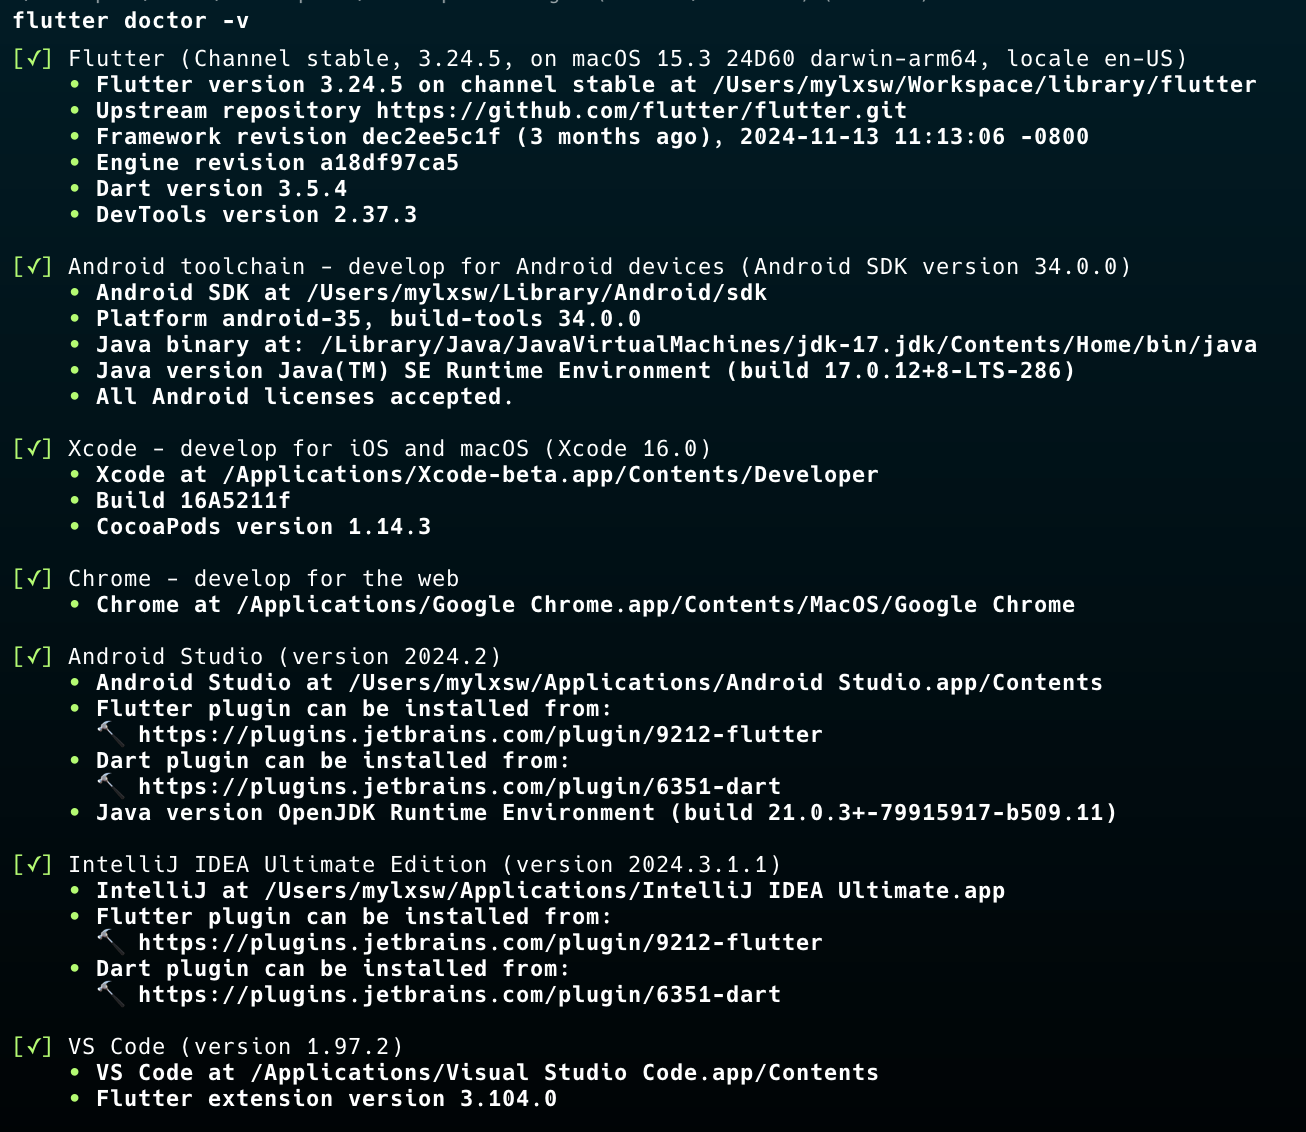 flutter doctor -v
[✓] Flutter (Channel stable, 3.24.5, on macOS 15.3 24D60 darwin-arm64, locale en-US)
    • Flutter version 3.24.5 on channel stable at /Users/mylxsw/Workspace/library/flutter
    • Upstream repository https://github.com/flutter/flutter.git
    • Framework revision dec2ee5c1f (3 months ago), 2024-11-13 11:13:06 -0800
    • Engine revision a18df97ca5
    • Dart version 3.5.4
    • DevTools version 2.37.3

[✓] Android toolchain - develop for Android devices (Android SDK version 34.0.0)
    • Android SDK at /Users/mylxsw/Library/Android/sdk
    • Platform android-35, build-tools 34.0.0
    • Java binary at: /Library/Java/JavaVirtualMachines/jdk-17.jdk/Contents/Home/bin/java
    • Java version Java(TM) SE Runtime Environment (build 17.0.12+8-LTS-286)
    • All Android licenses accepted.

[✓] Xcode - develop for iOS and macOS (Xcode 16.0)
    • Xcode at /Applications/Xcode-beta.app/Contents/Developer
    • Build 16A5211f
    • CocoaPods version 1.14.3

[✓] Chrome - develop for the web
    • Chrome at /Applications/Google Chrome.app/Contents/MacOS/Google Chrome

[✓] Android Studio (version 2024.2)
    • Android Studio at /Users/mylxsw/Applications/Android Studio.app/Contents
    • Flutter plugin can be installed from:
      🔨 https://plugins.jetbrains.com/plugin/9212-flutter
    • Dart plugin can be installed from:
      🔨 https://plugins.jetbrains.com/plugin/6351-dart
    • Java version OpenJDK Runtime Environment (build 21.0.3+-79915917-b509.11)

[✓] IntelliJ IDEA Ultimate Edition (version 2024.3.1.1)
    • IntelliJ at /Users/mylxsw/Applications/IntelliJ IDEA Ultimate.app
    • Flutter plugin can be installed from:
      🔨 https://plugins.jetbrains.com/plugin/9212-flutter
    • Dart plugin can be installed from:
      🔨 https://plugins.jetbrains.com/plugin/6351-dart

[✓] VS Code (version 1.97.2)
    • VS Code at /Applications/Visual Studio Code.app/Contents
    • Flutter extension version 3.104.0